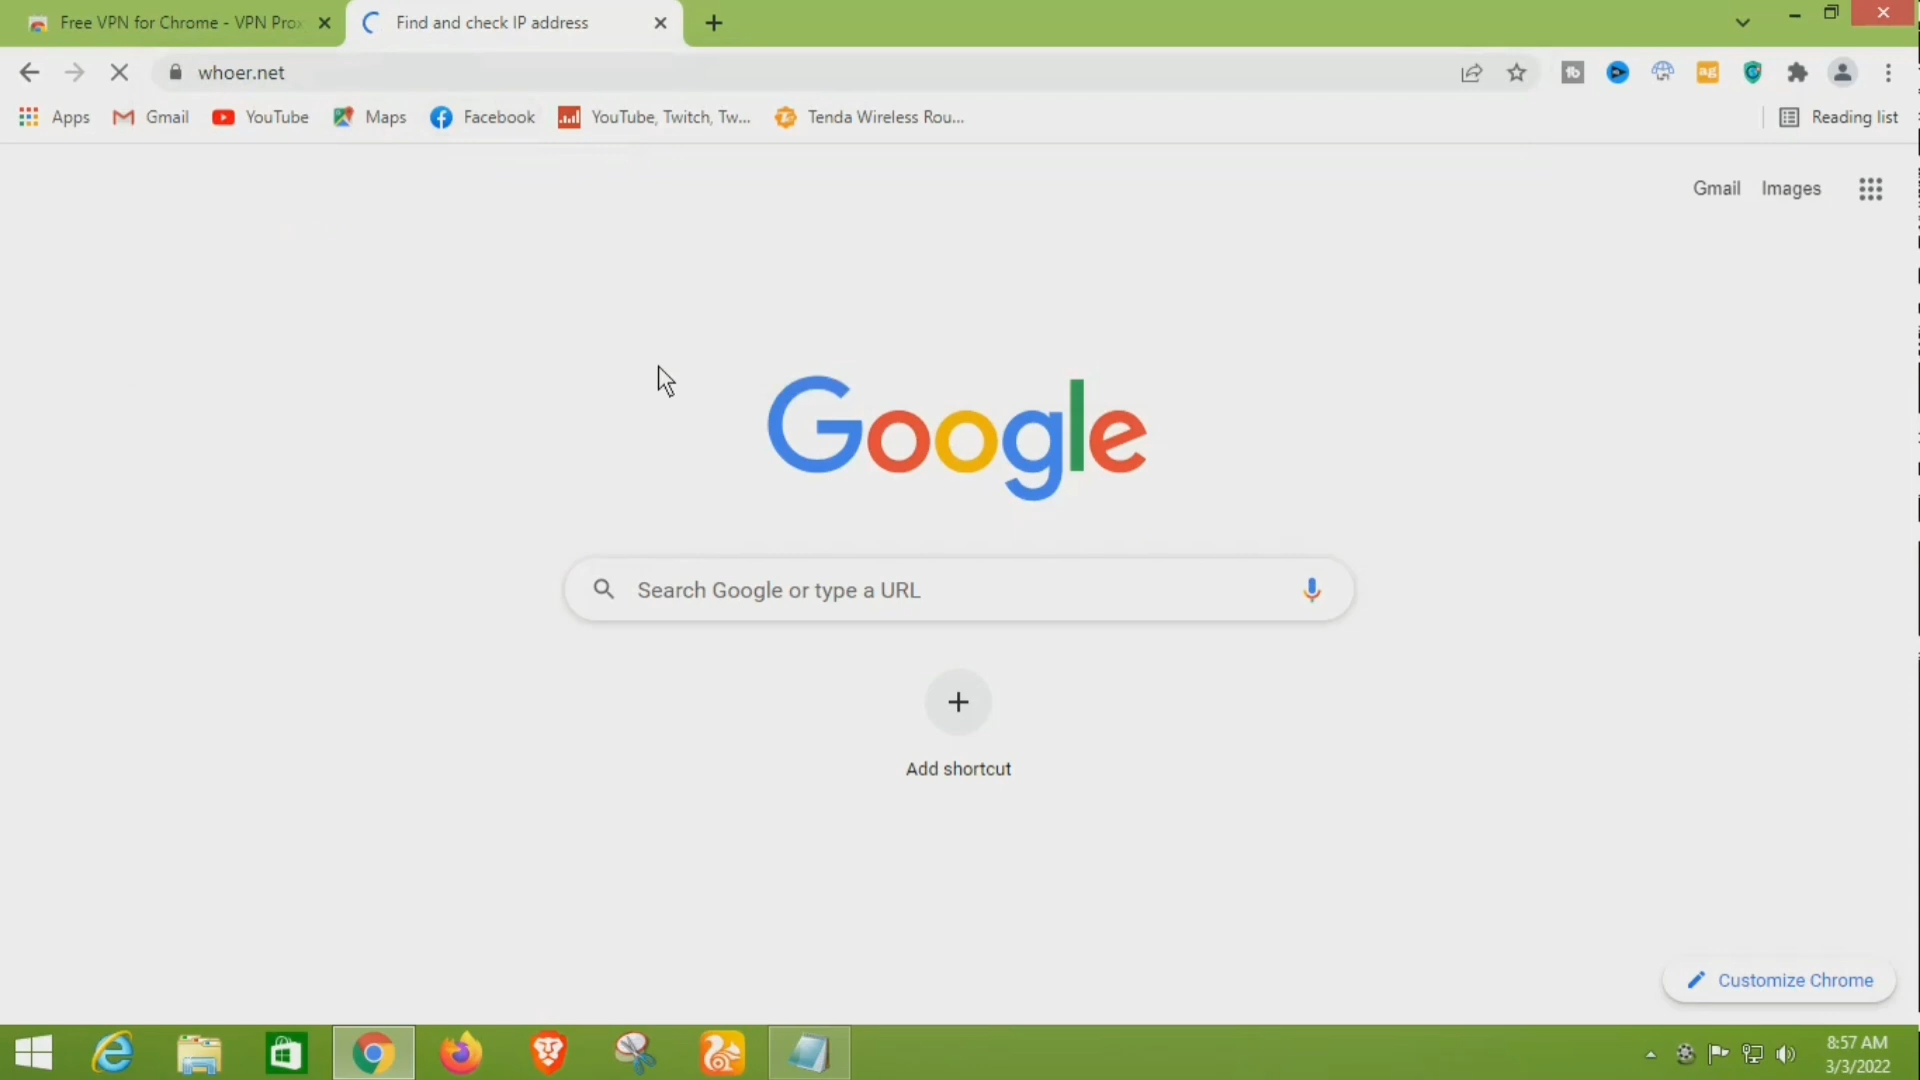 Free VPN for Chrome - VPN Prox
Find and check IP address
whoer.net
Apps
Gmail
YouTube
Maps
Facebook
YouTube, Twitch, Tw...
Tenda Wireless Rou...
Reading list
Gmail
Images
Google
Search Google or type a URL
Add shortcut
Customize Chrome
8:57 AM
3/3/2022